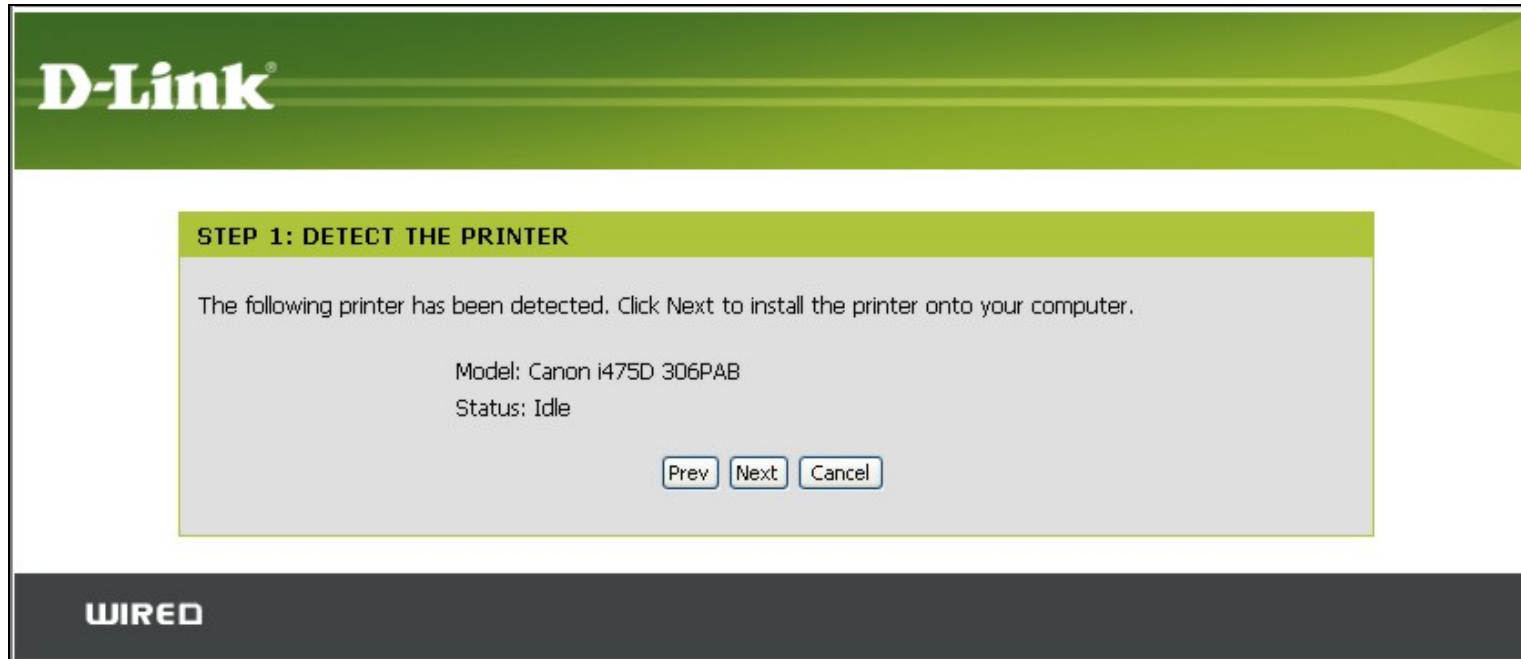 D-Link®
STEP 1: DETECT THE PRINTER
The following printer has been detected. Click Next to install the printer onto your computer.
Model: Canon i475D 306PAB
Status: Idle
Prev Next Cancel
WIRED